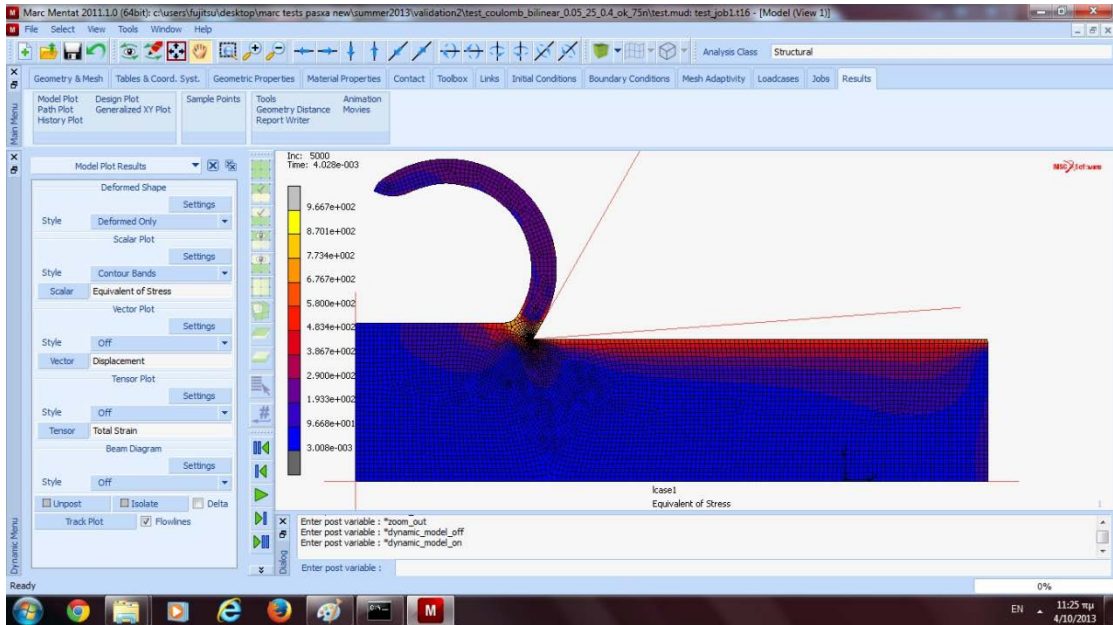 Marc Mentat 2011.1.0 (64bit): c:\users\fujitsu\desktop\marc tests pasxa new\summer2013\validation2\test_coulomb_bilinear_0.05_25_0.4_ok_75n\test.mud: test_job1.t16 - [Model (View 1)]
File Select View Tools Window Help
Analysis Class Structural
Geometry & Mesh Tables & Coord. Syst. Geometric Properties Material Properties Contact Toolbox Links Initial Conditions Boundary Conditions Mesh Adaptivity Loadcases Jobs Results
Main Menu
Model Plot Design Plot Sample Points Tools Animation
Path Plot Generalized XY Plot Geometry Distance Movies
History Plot Report Writer
Model Plot Results
Deformed Shape
Settings
Style Deformed Only
Scalar Plot
Settings
Style Contour Bands
Scalar Equivalent of Stress
Vector Plot
Settings
Style Off
Vector Displacement
Tensor Plot
Settings
Style Off
Tensor Total Strain
Beam Diagram
Settings
Style Off
Unpost Isolate Delta
Track Plot Flowlines
Dynamic Menu
Inc: 5000
Time: 4.028e-003
9.667e+002
8.701e+002
7.734e+002
6.767e+002
5.800e+002
4.834e+002
3.867e+002
2.900e+002
1.933e+002
9.668e+001
3.008e-003
MSC Software
lcase1
Equivalent of Stress
1
Dialog
Enter post variable : *zoom_out
Enter post variable : *dynamic_model_off
Enter post variable : *dynamic_model_on
Enter post variable :
Ready
0%
EN
11:25 πμ
4/10/2013